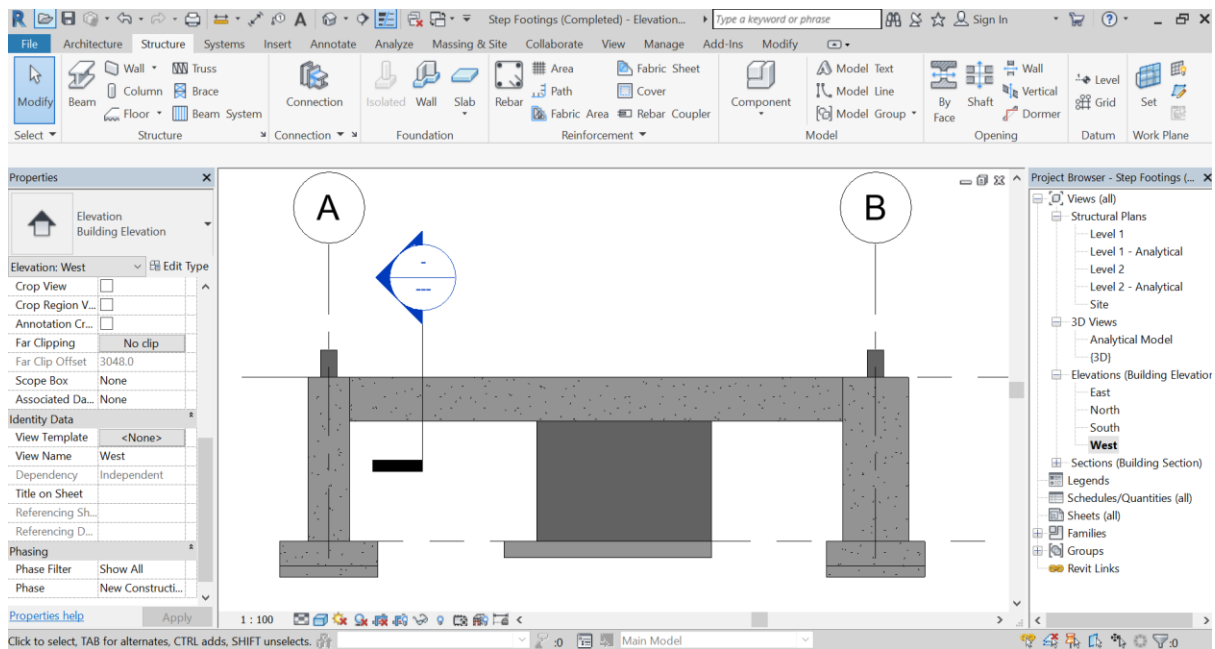 R A Step Footings (Completed) - Elevation... Type a keyword or phrase Sign In ?
File Architecture Structure Systems Insert Annotate Analyze Massing & Site Collaborate View Manage Add-Ins Modify
Wall Truss Area Fabric Sheet Model Text Wall
Modify Beam Column Brace Connection Isolated Wall Slab Rebar Path Cover Component Model Line By Face Shaft Vertical Level Grid Set
Floor Beam System Fabric Area Rebar Coupler Model Group Dormer
Select Structure Connection Foundation Reinforcement Model Opening Datum Work Plane
Properties
Elevation
Building Elevation
Elevation: West Edit Type
Crop View
Crop Region V...
Annotation Cr...
Far Clipping No clip
Far Clip Offset 3048.0
Scope Box None
Associated Da... None
Identity Data
View Template <None>
View Name West
Dependency Independent
Title on Sheet
Referencing Sh...
Referencing D...
Phasing
Phase Filter Show All
Phase New Constructi...
Properties help Apply
A
B
-
---
1 : 100
Project Browser - Step Footings (...
Views (all)
Structural Plans
Level 1
Level 1 - Analytical
Level 2
Level 2 - Analytical
Site
3D Views
Analytical Model
{3D}
Elevations (Building Elevation
East
North
South
West
Sections (Building Section)
Legends
Schedules/Quantities (all)
Sheets (all)
Families
Groups
Revit Links
Click to select, TAB for alternates, CTRL adds, SHIFT unselects. :0 Main Model :0